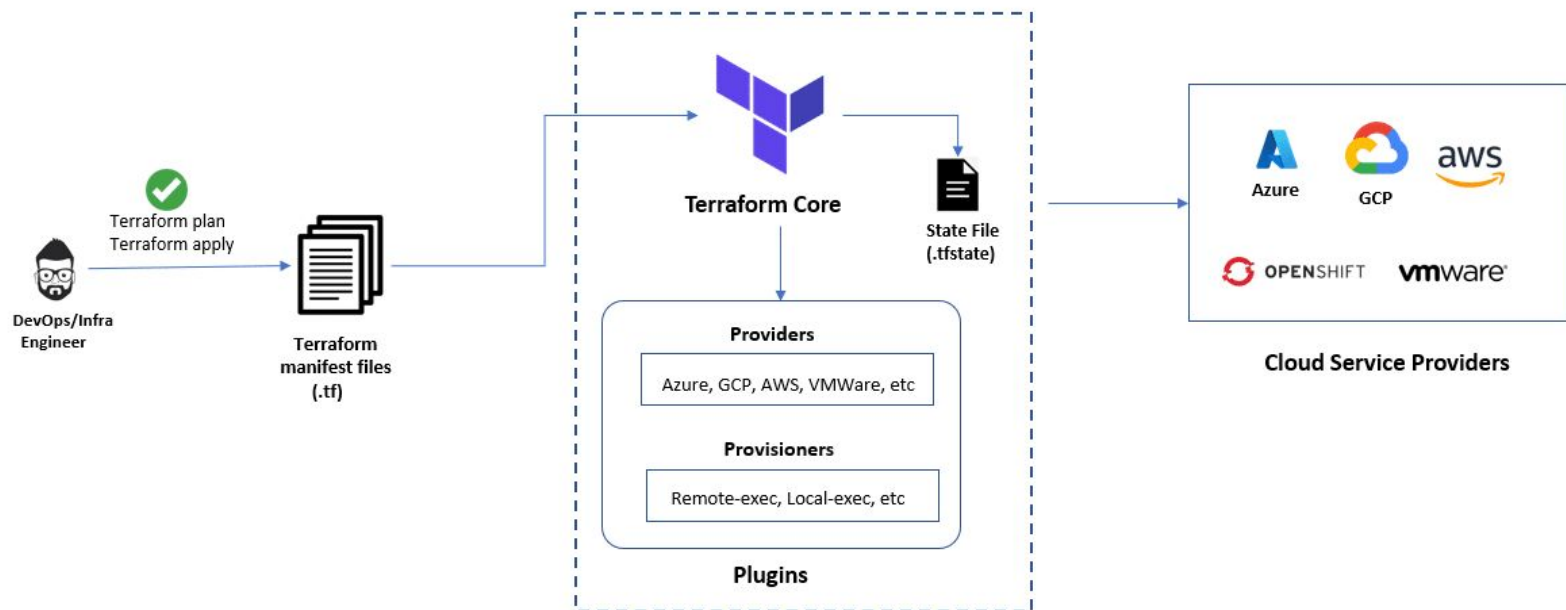 Terraform plan
Terraform apply
DevOps/Infra
Engineer
Terraform
manifest files
(.tf)
Terraform Core
State File
(.tfstate)
Providers
Azure, GCP, AWS, VMWare, etc
Provisioners
Remote-exec, Local-exec, etc
Plugins
Azure
GCP
aws
OPENSHIFT
vmware®
Cloud Service Providers